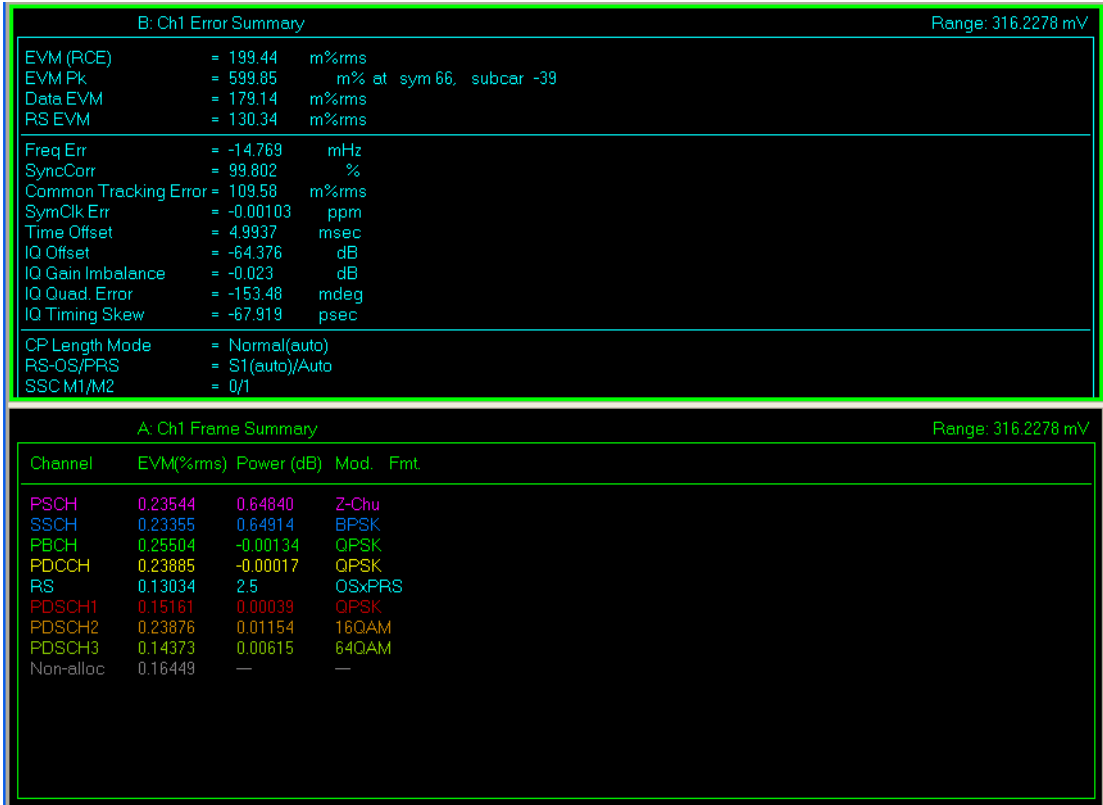 B: Ch1 Error Summary Range: 316.2278 mV
EVM (RCE) = 199.44 m%rms
EVM Pk = 599.85 m% at sym 66, subcar -39
Data EVM = 179.14 m%rms
RS EVM = 130.34 m%rms
Freq Err = -14.769 mHz
SyncCorr = 99.802 %
Common Tracking Error = 109.58 m%rms
SymClk Err = -0.00103 ppm
Time Offset = 4.9937 msec
IQ Offset = -64.376 dB
IQ Gain Imbalance = -0.023 dB
IQ Quad. Error = -153.48 mdeg
IQ Timing Skew = -67.919 psec
CP Length Mode = Normal(auto)
RS-OS/PRS = S1(auto)/Auto
SSC M1/M2 = 0/1
A: Ch1 Frame Summary Range: 316.2278 mV
Channel EVM(%rms) Power (dB) Mod. Fmt.
PSCH 0.23544 0.64840 Z-Chu
SSCH 0.23355 0.64914 BPSK
PBCH 0.25504 -0.00134 QPSK
PDCCH 0.23885 -0.00017 QPSK
RS 0.13034 2.5 OSxPRS
PDSCH1 0.15161 0.00039 QPSK
PDSCH2 0.23876 0.01154 16QAM
PDSCH3 0.14373 0.00615 64QAM
Non-alloc 0.16449 — —